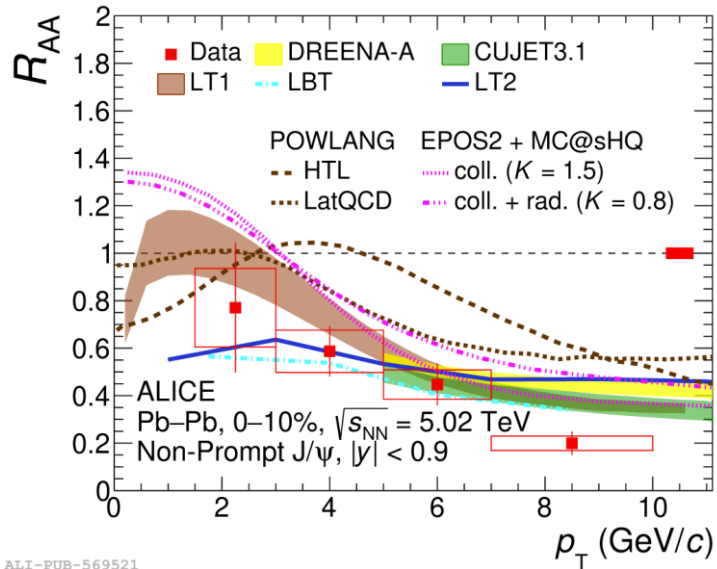 R_AA
2
1.8
1.6
1.4
1.2
1
0.8
0.6
0.4
0.2
0
Data DREENA-A CUJET3.1
LT1 LBT LT2
POWLANG EPOS2 + MC@sHQ
HTL coll. (K = 1.5)
LatQCD coll. + rad. (K = 0.8)
ALICE
Pb–Pb, 0–10%, √s_NN = 5.02 TeV
Non-Prompt J/ψ, |y| < 0.9
0 2 4 6 8 10
p_T (GeV/c)
ALI-PUB-569521